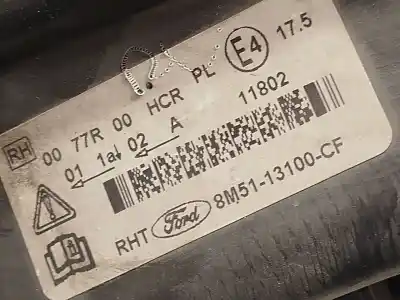 RH 00 77R 00 HCR PL E4 17.5
01 1a 02 A 11802
RHT Ford 8M51-13100-CF